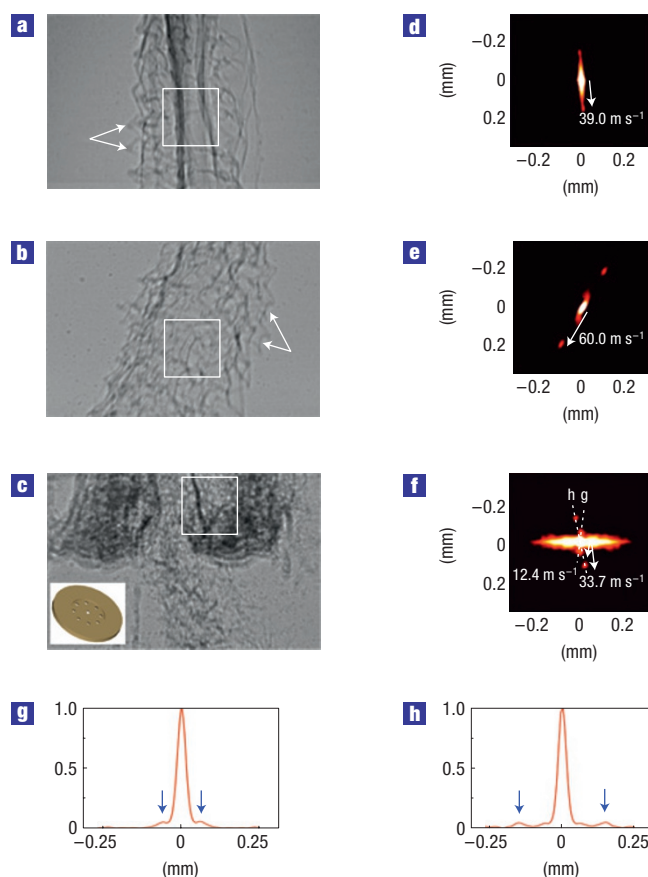 a
d
−0.2
0
0.2
(mm)
39.0 m s⁻¹
−0.2 0 0.2
(mm)
b
e
−0.2
0
0.2
(mm)
60.0 m s⁻¹
−0.2 0 0.2
(mm)
c
f
−0.2
0
0.2
(mm)
h g
12.4 m s⁻¹
33.7 m s⁻¹
−0.2 0 0.2
(mm)
g
1.0
0.5
0
−0.25 0 0.25
(mm)
h
1.0
0.5
0
−0.25 0 0.25
(mm)